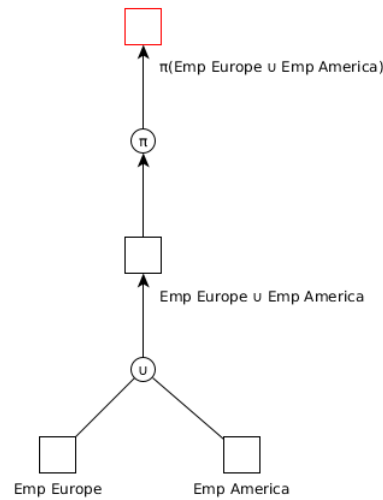 π(Emp Europe ∪ Emp America)
π
Emp Europe ∪ Emp America
∪
Emp Europe
Emp America